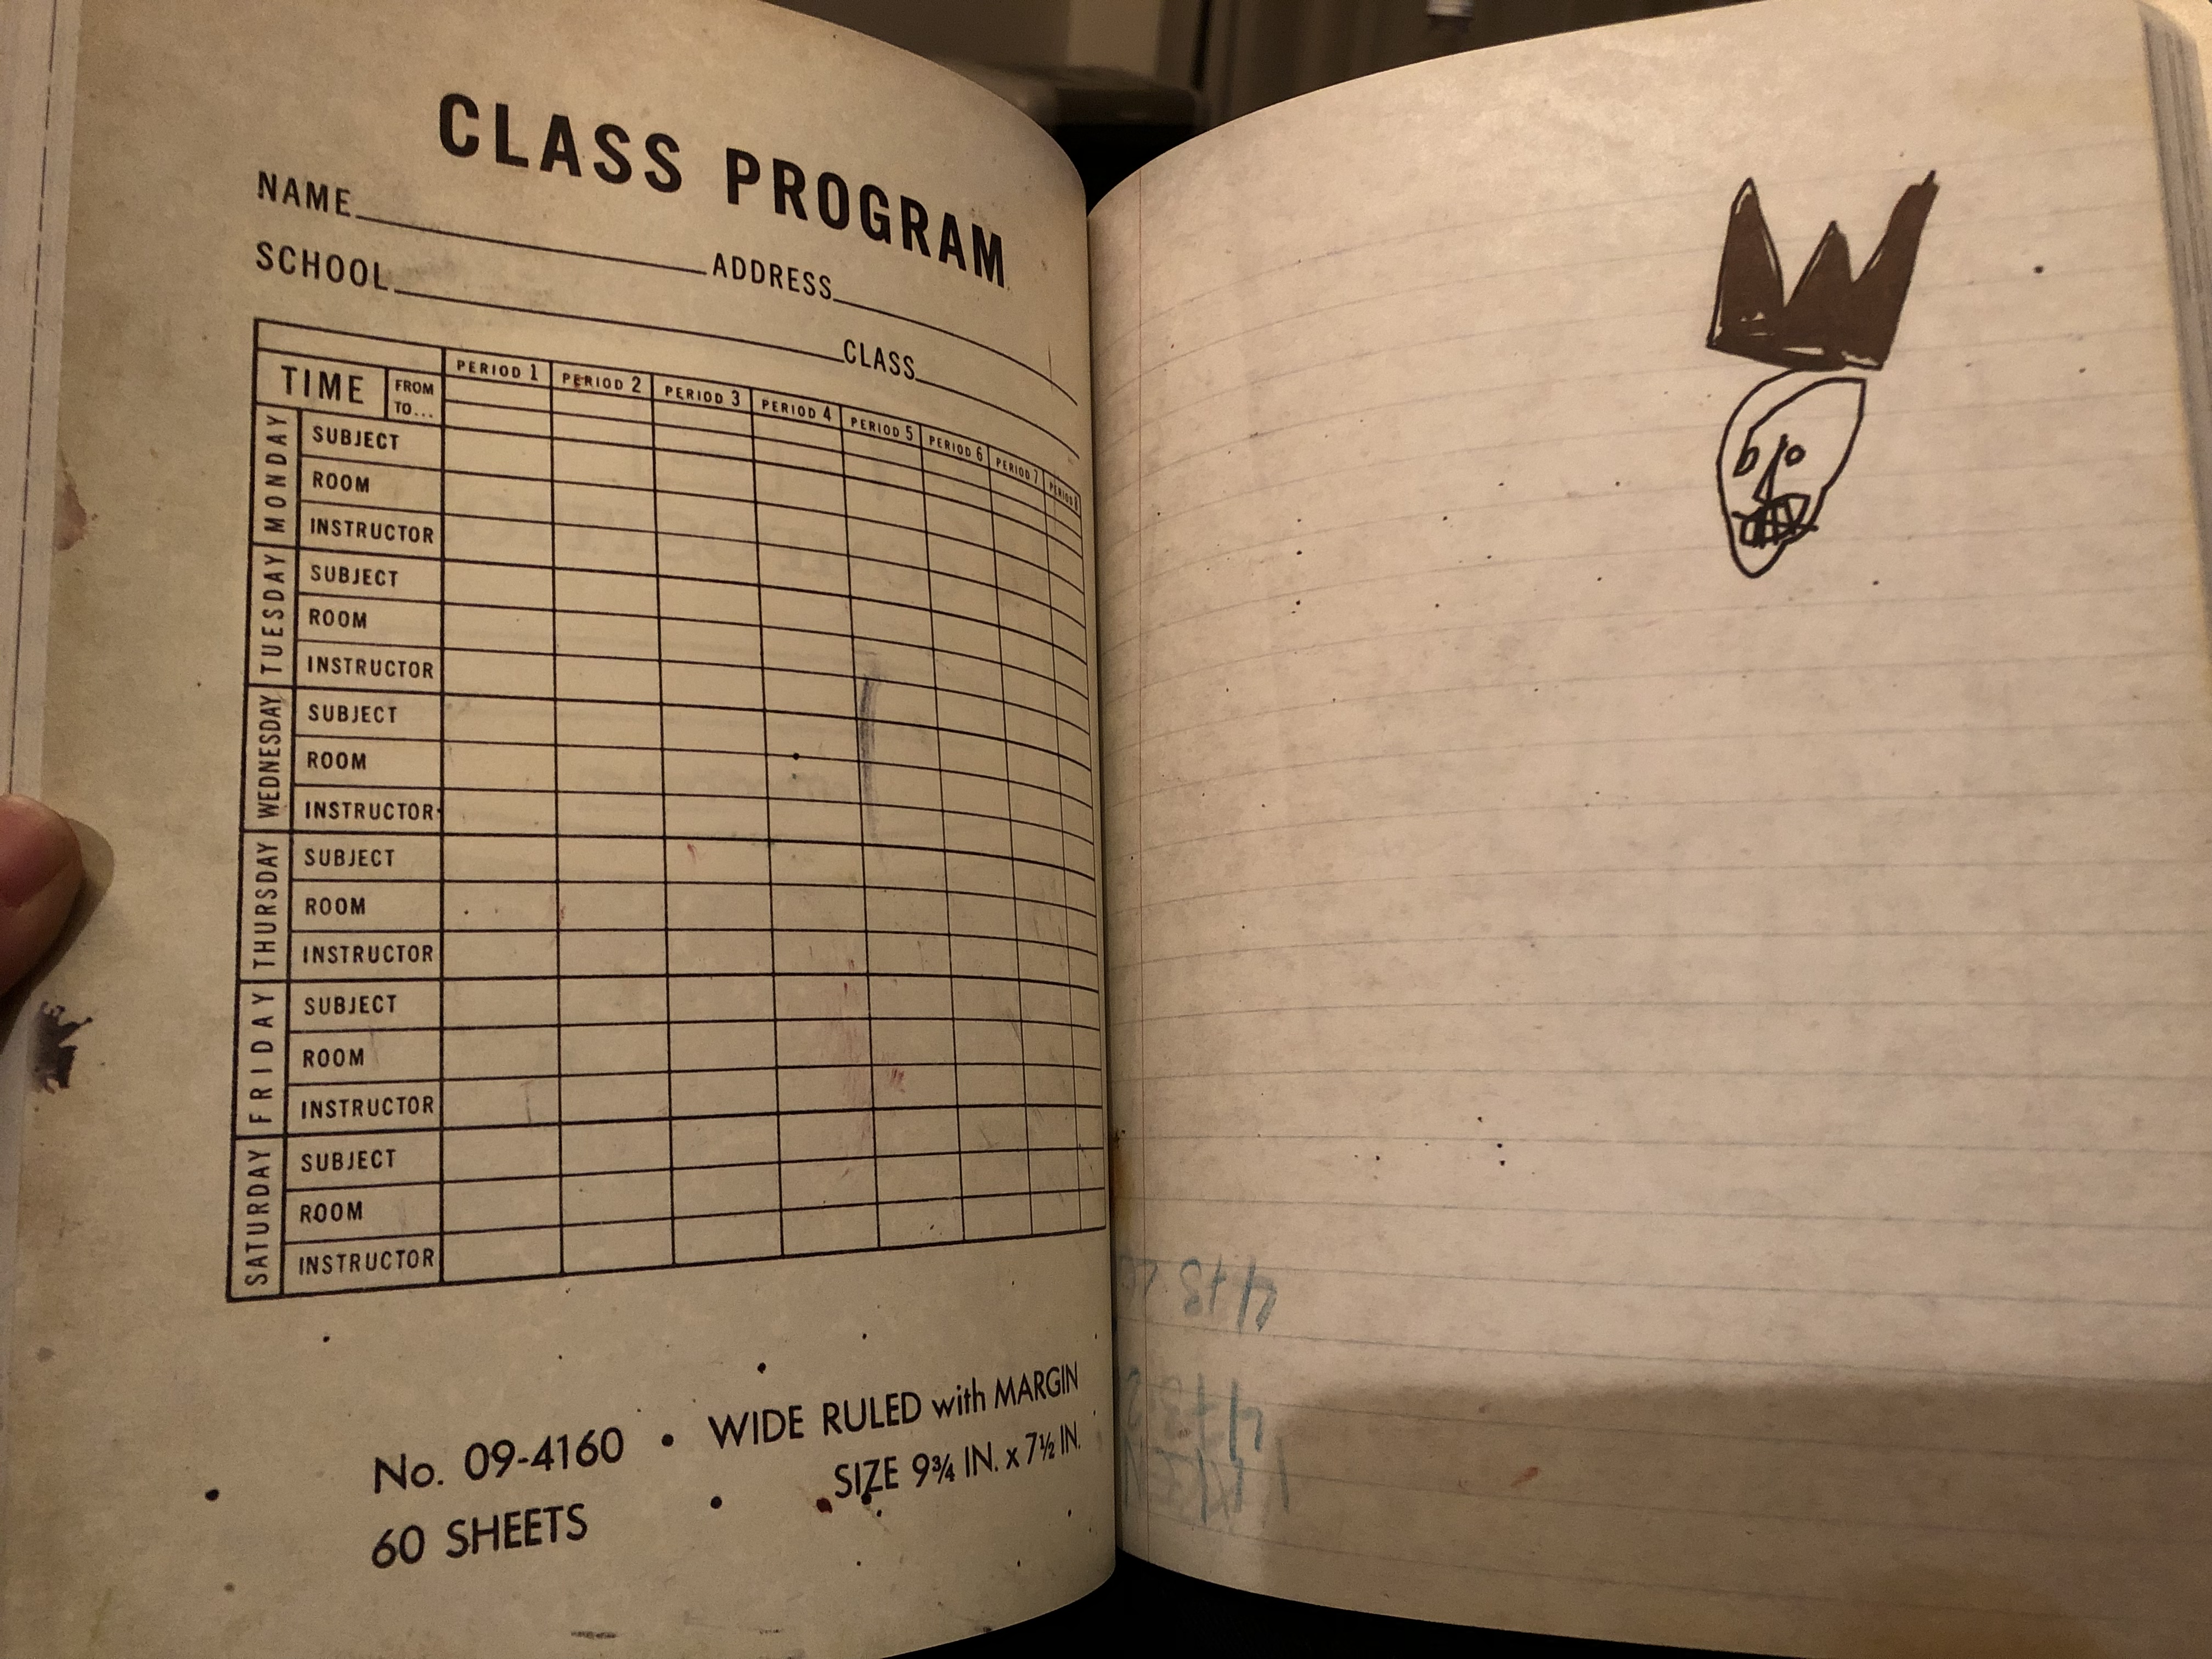 CLASS PROGRAM
NAME ADDRESS
SCHOOL CLASS
TIME FROM TO... PERIOD 1 PERIOD 2 PERIOD 3 PERIOD 4 PERIOD 5 PERIOD 6 PERIOD 7 PERIOD 8
MONDAY
SUBJECT
ROOM
INSTRUCTOR
TUESDAY
SUBJECT
ROOM
INSTRUCTOR
WEDNESDAY
SUBJECT
ROOM
INSTRUCTOR
THURSDAY
SUBJECT
ROOM
INSTRUCTOR
FRIDAY
SUBJECT
ROOM
INSTRUCTOR
SATURDAY
SUBJECT
ROOM
INSTRUCTOR
No. 09-4160 • WIDE RULED with MARGIN
60 SHEETS • SIZE 9¾ IN. x 7½ IN.